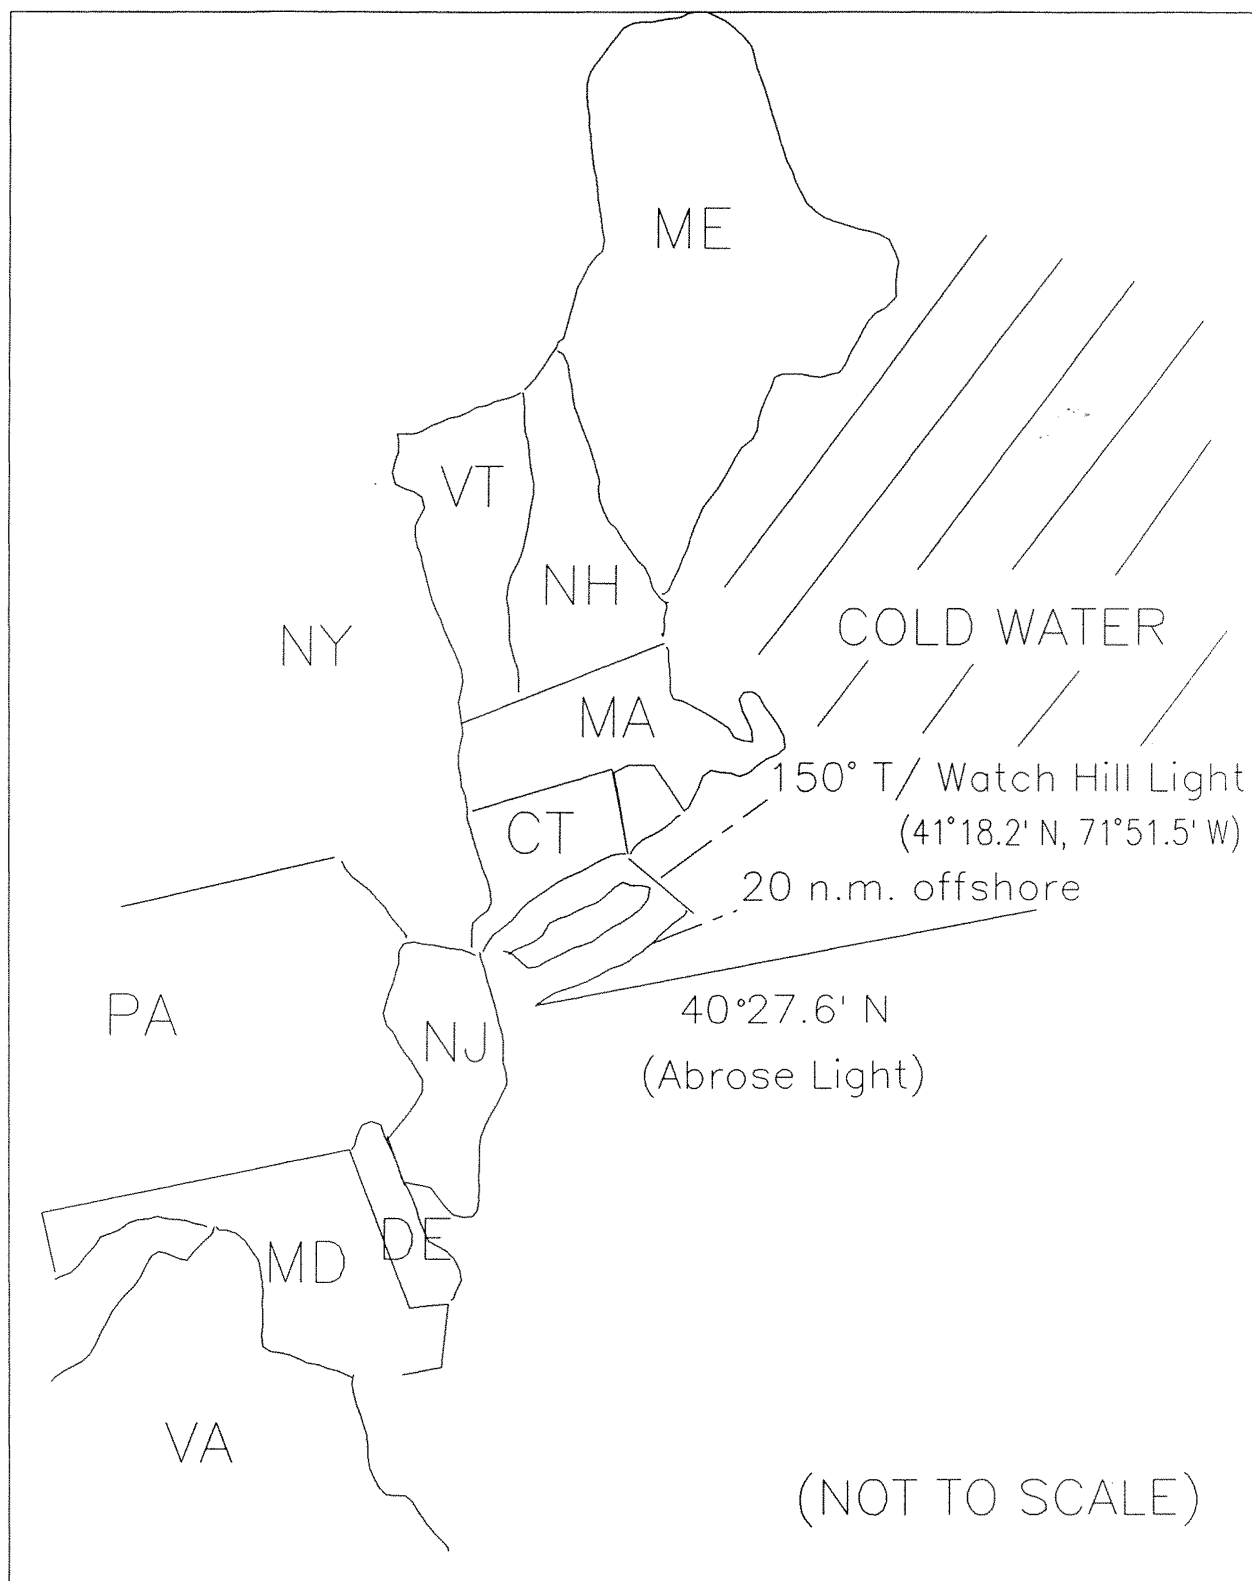 ME
VT
NH
NY
COLD WATER
MA
150° T/ Watch Hill Light
(41°18.2' N, 71°51.5' W)
CT
20 n.m. offshore
PA
40°27.6' N
NJ
(Abrose Light)
DE
MD
VA
(NOT TO SCALE)